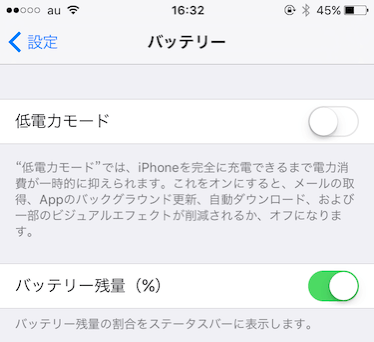 au 16:32 45%
設定 バッテリー
低電力モード
“低電力モード”では、iPhoneを完全に充電できるまで電力消
費が一時的に抑えられます。これをオンにすると、メールの取
得、Appのバックグラウンド更新、自動ダウンロード、および
一部のビジュアルエフェクトが削減されるか、オフになりま
す。
バッテリー残量（%）
バッテリー残量の割合をステータスバーに表示します。